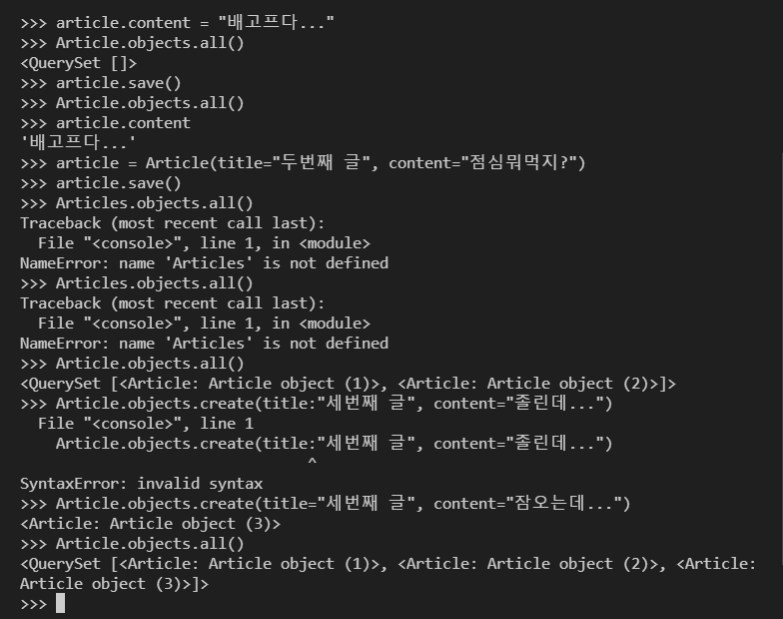 >>> article.content = "배고프다..."
>>> Article.objects.all()
<QuerySet []>
>>> article.save()
>>> Article.objects.all()
>>> article.content
'배고프다...'
>>> article = Article(title="두번째 글", content="점심뭐먹지?")
>>> article.save()
>>> Articles.objects.all()
Traceback (most recent call last):
  File "<console>", line 1, in <module>
NameError: name 'Articles' is not defined
>>> Articles.objects.all()
Traceback (most recent call last):
  File "<console>", line 1, in <module>
NameError: name 'Articles' is not defined
>>> Article.objects.all()
<QuerySet [<Article: Article object (1)>, <Article: Article object (2)>]>
>>> Article.objects.create(title:"세번째 글", content="졸린데...")
  File "<console>", line 1
    Article.objects.create(title:"세번째 글", content="졸린데...")
                                ^
SyntaxError: invalid syntax
>>> Article.objects.create(title="세번째 글", content="잠오는데...")
<Article: Article object (3)>
>>> Article.objects.all()
<QuerySet [<Article: Article object (1)>, <Article: Article object (2)>, <Article:
Article object (3)>]>
>>>